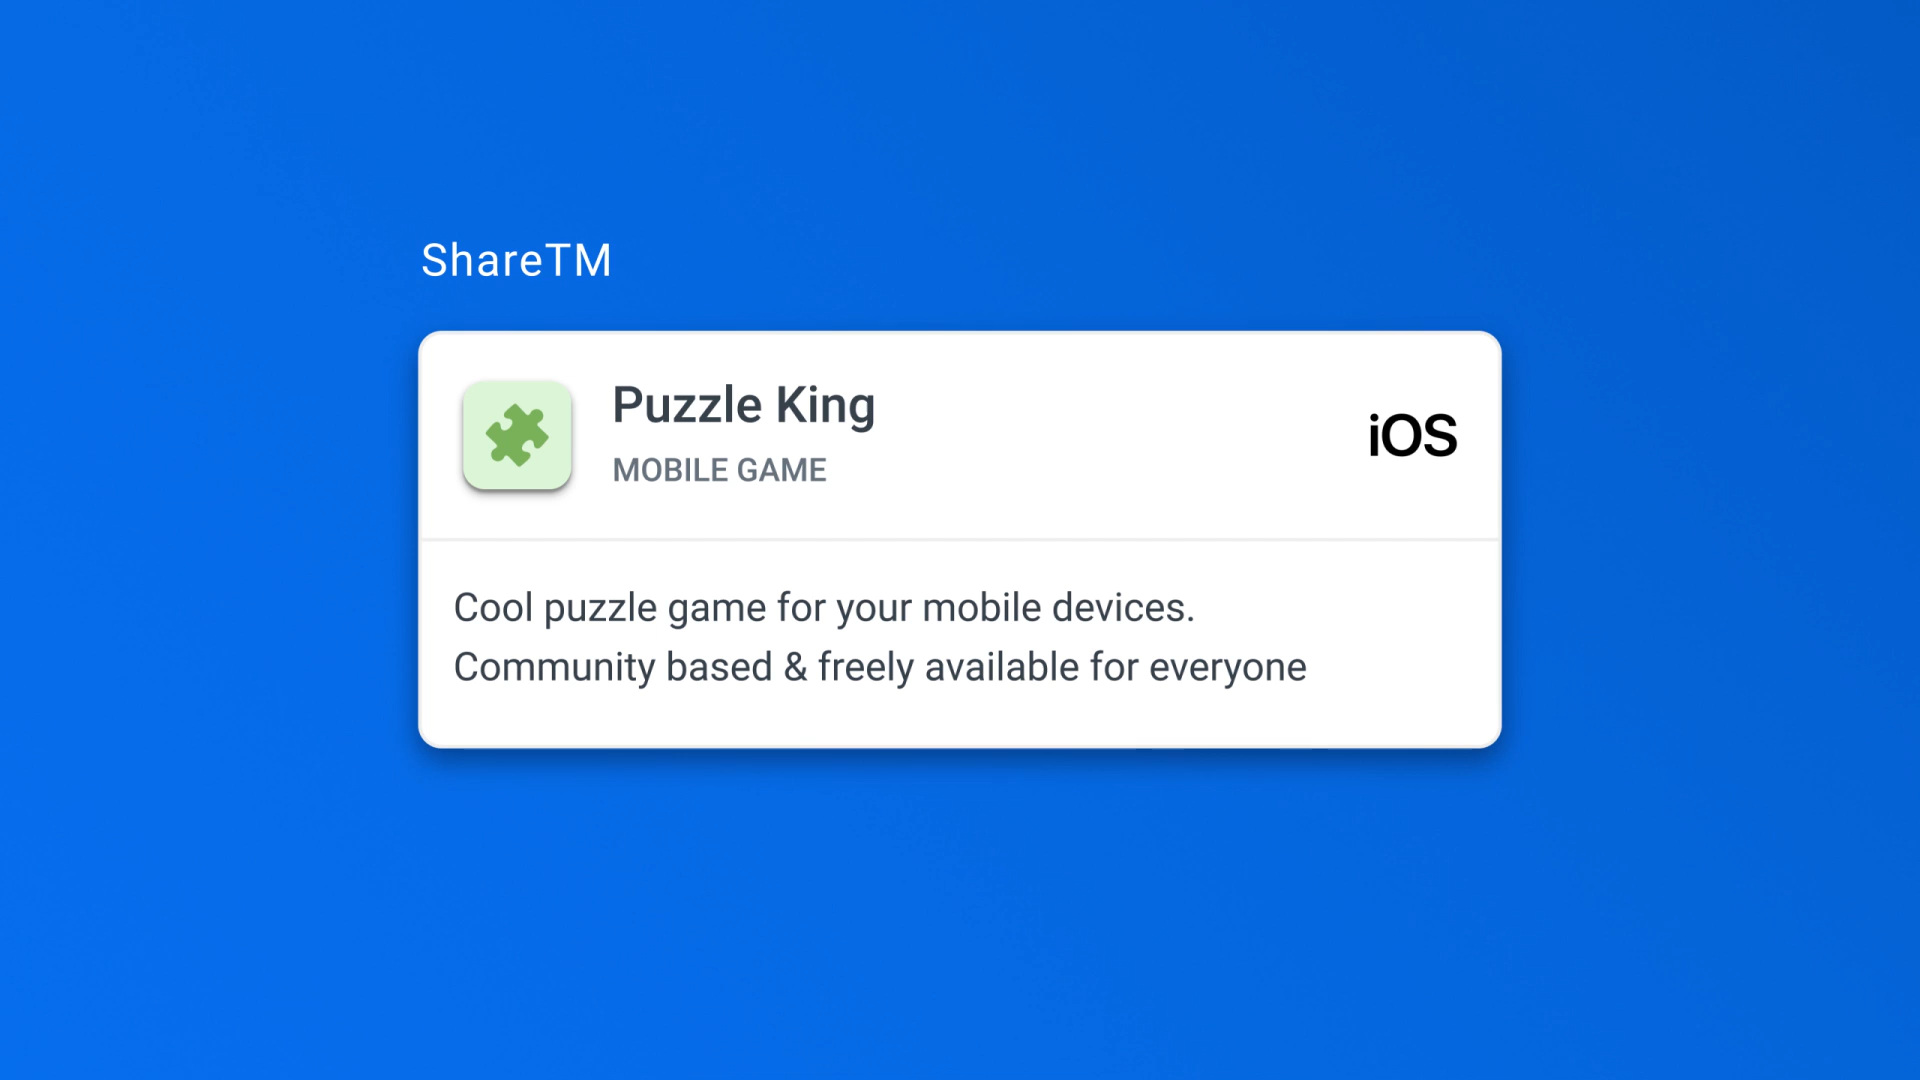 ShareTM
Puzzle King
iOS
MOBILE GAME
Cool puzzle game for your mobile devices.
Community based & freely available for everyone